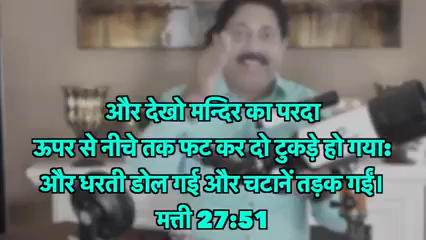 और देखो मन्दिर का परदा
ऊपर से नीचे तक फट कर दो टुकड़े हो गया:
और धरती डोल गई और चटानें तड़क गईं।
मत्ती 27:51